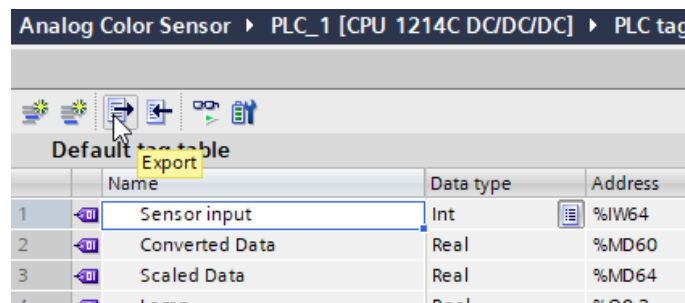 Analog Color Sensor ▸ PLC_1 [CPU 1214C DC/DC/DC] ▸ PLC tag
Default tag table
Export
Name Data type Address
1 Sensor input Int %IW64
2 Converted Data Real %MD60
3 Scaled Data Real %MD64